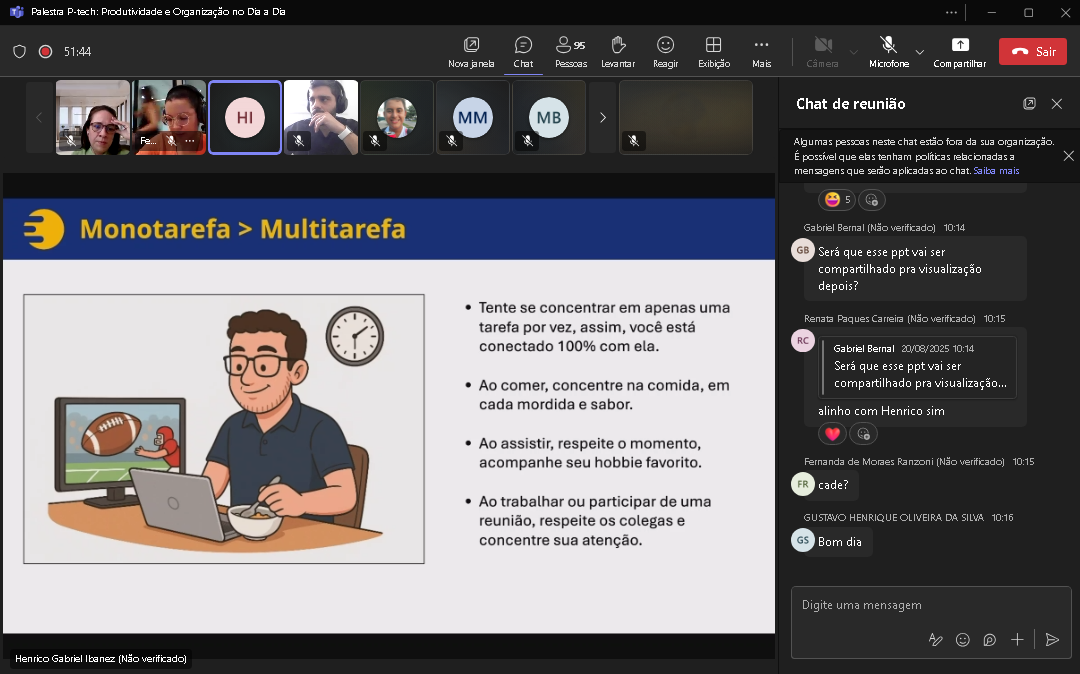 Palestra P-tech: Produtividade e Organização no Dia a Dia
51:44
Nova janela
Chat
95
Pessoas
Levantar
Reagir
Exibição
Mais
Câmera
Microfone
Compartilhar
Sair
Fe...
HI
MM
MB
Monotarefa > Multitarefa
• Tente se concentrar em apenas uma
tarefa por vez, assim, você está
conectado 100% com ela.
• Ao comer, concentre na comida, em
cada mordida e sabor.
• Ao assistir, respeite o momento,
acompanhe seu hobbie favorito.
• Ao trabalhar ou participar de uma
reunião, respeite os colegas e
concentre sua atenção.
Henrico Gabriel Ibanez (Não verificado)
Chat de reunião
Algumas pessoas neste chat estão fora da sua organização.
É possível que elas tenham políticas relacionadas a
mensagens que serão aplicadas ao chat. Saiba mais
5
Gabriel Bernal (Não verificado) 10:14
GB
Será que esse ppt vai ser
compartilhado pra visualização
depois?
Renata Paques Carreira (Não verificado) 10:15
RC
Gabriel Bernal 20/08/2025 10:14
Será que esse ppt vai ser
compartilhado pra visualização...
alinho com Henrico sim
Fernanda de Moraes Ranzoni (Não verificado) 10:15
FR
cade?
GUSTAVO HENRIQUE OLIVEIRA DA SILVA 10:16
GS
Bom dia
Digite uma mensagem